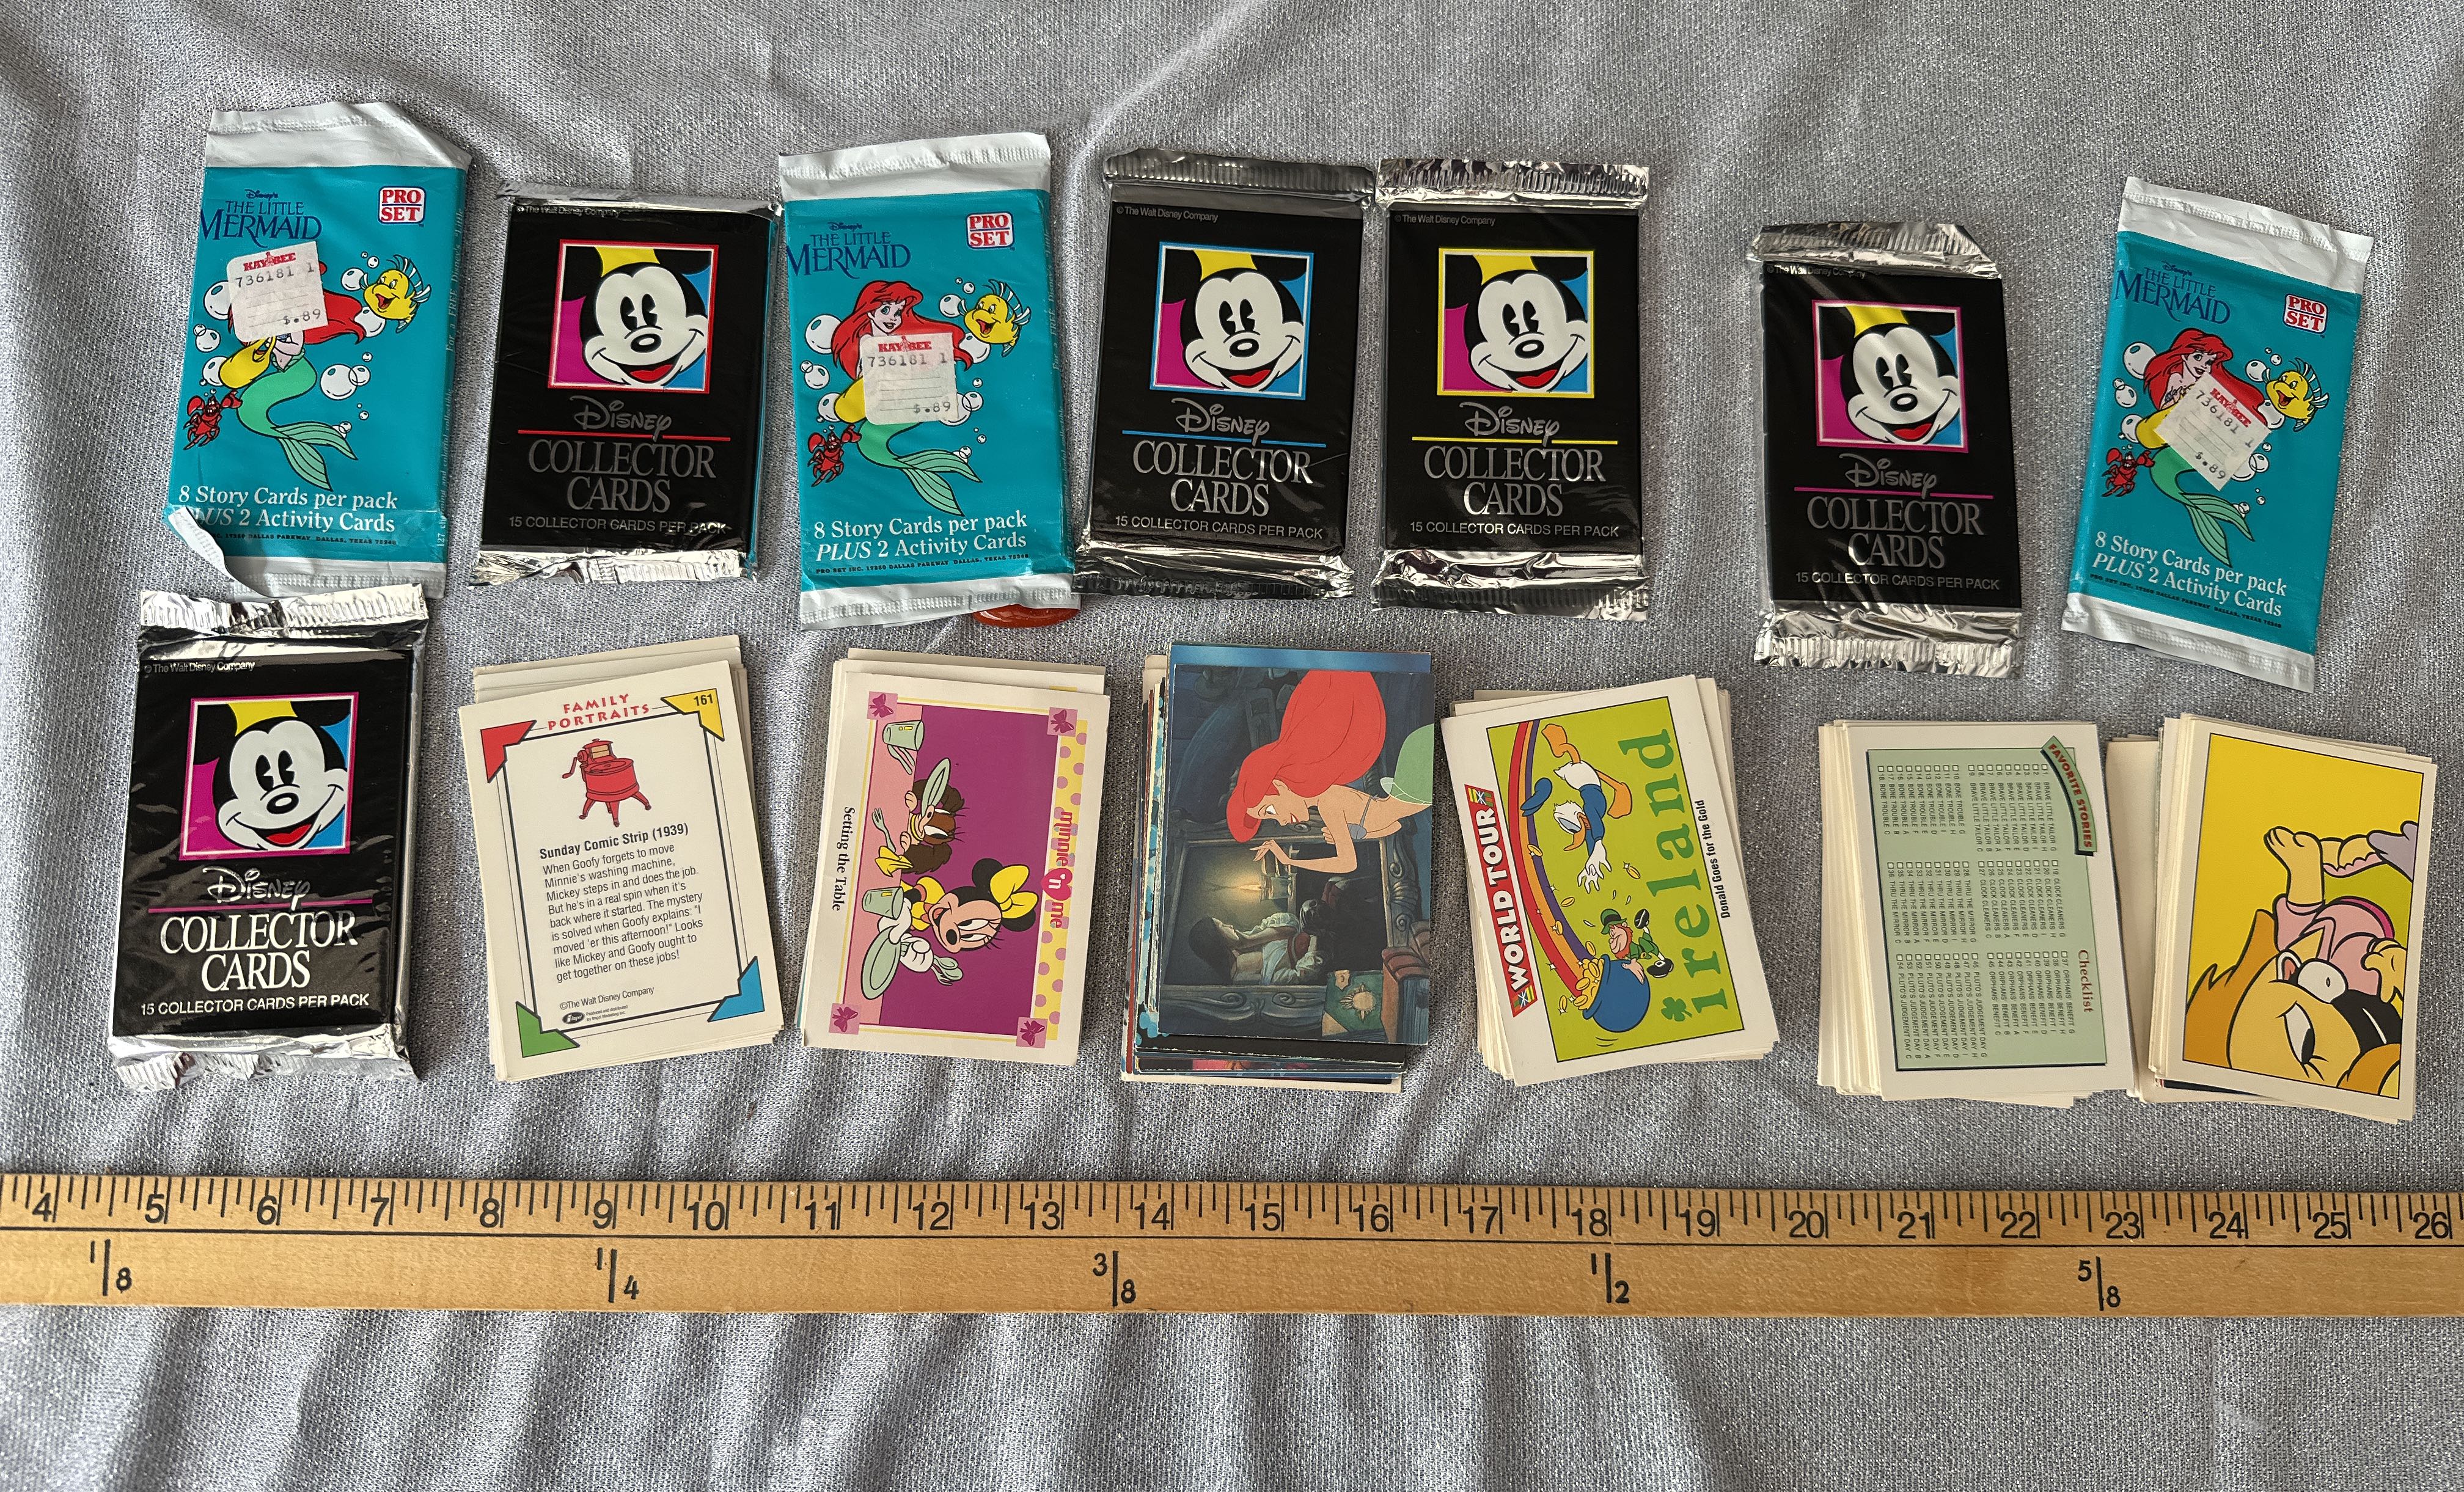 Disney's
THE LITTLE
MERMAID
PRO
SET
KAY·BEE
736181 1
$.89
8 Story Cards per pack
PLUS 2 Activity Cards
©The Walt Disney Company
Disney
COLLECTOR
CARDS
15 COLLECTOR CARDS PER PACK
Disney's
THE LITTLE
MERMAID
PRO
SET
KAY·BEE
736181 1
$.89
8 Story Cards per pack
PLUS 2 Activity Cards
PRO SET INC. 17250 DALLAS PARKWAY DALLAS, TEXAS 75248
©The Walt Disney Company
Disney
COLLECTOR
CARDS
15 COLLECTOR CARDS PER PACK
©The Walt Disney Company
Disney
COLLECTOR
CARDS
15 COLLECTOR CARDS PER PACK
©The Walt Disney Company
Disney
COLLECTOR
CARDS
15 COLLECTOR CARDS PER PACK
Disney's
THE LITTLE
MERMAID
PRO
SET
KAY·BEE
736181 1
$.89
8 Story Cards per pack
PLUS 2 Activity Cards
©The Walt Disney Company
Disney
COLLECTOR
CARDS
15 COLLECTOR CARDS PER PACK
FAMILY
PORTRAITS
161
Sunday Comic Strip (1939)
When Goofy forgets to move
Minnie's washing machine,
Mickey steps in and does the job.
But he's in a real spin when it's
back where it started. The mystery
is solved when Goofy explains: "I
moved 'er this afternoon!" Looks
like Mickey and Goofy ought to
get together on these jobs!
©The Walt Disney Company
Impel
Produced and distributed
by Impel Marketing Inc.
minnie 'n me
Setting the Table
WORLD TOUR
ireland
Donald Goes for the Gold
FAVORITE STORIES
Checklist
4 5 6 7 8 9 10 11 12 13 14 15 16 17 18 19 20 21 22 23 24 25 26
1/8 1/4 3/8 1/2 5/8